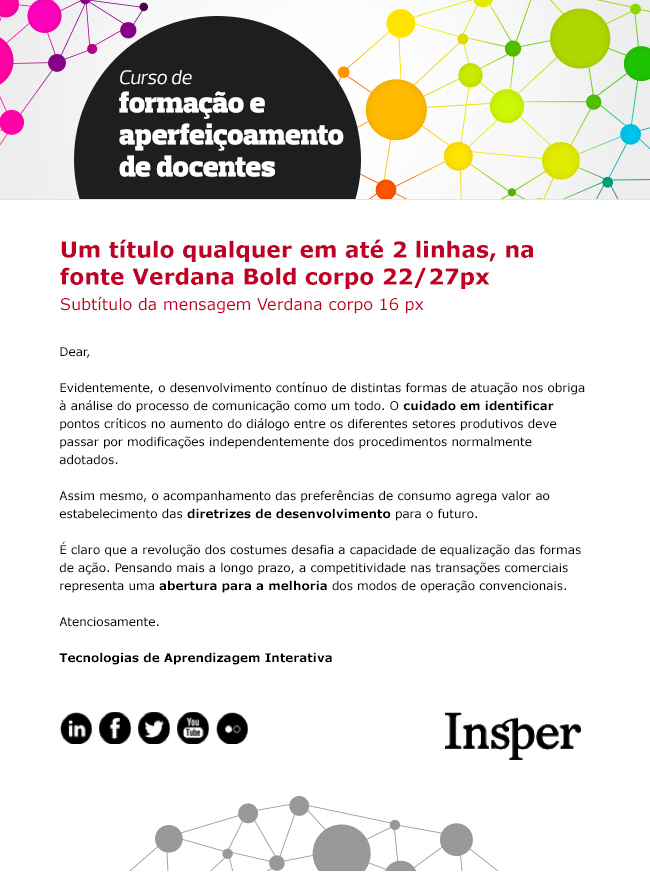 Curso de
formação e
aperfeiçoamento
de docentes
Um título qualquer em até 2 linhas, na
fonte Verdana Bold corpo 22/27px
Subtítulo da mensagem Verdana corpo 16 px
Dear,
Evidentemente, o desenvolvimento contínuo de distintas formas de atuação nos obriga
à análise do processo de comunicação como um todo. O cuidado em identificar
pontos críticos no aumento do diálogo entre os diferentes setores produtivos deve
passar por modificações independentemente dos procedimentos normalmente
adotados.
Assim mesmo, o acompanhamento das preferências de consumo agrega valor ao
estabelecimento das diretrizes de desenvolvimento para o futuro.
É claro que a revolução dos costumes desafia a capacidade de equalização das formas
de ação. Pensando mais a longo prazo, a competitividade nas transações comerciais
representa uma abertura para a melhoria dos modos de operação convencionais.
Atenciosamente.
Tecnologias de Aprendizagem Interativa
in f You Tube
Insper